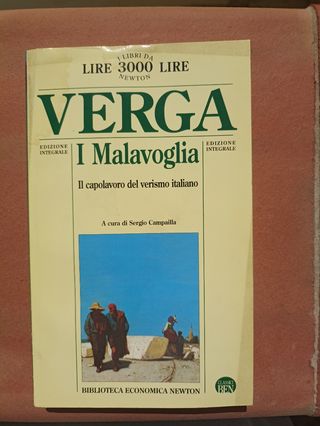 I LIBRI DA
LIRE 3000 LIRE
NEWTON
VERGA
EDIZIONE
INTEGRALE
I Malavoglia
EDIZIONE
INTEGRALE
Il capolavoro del verismo italiano
A cura di Sergio Campailla
CLASSICI
BEN
BIBLIOTECA ECONOMICA NEWTON